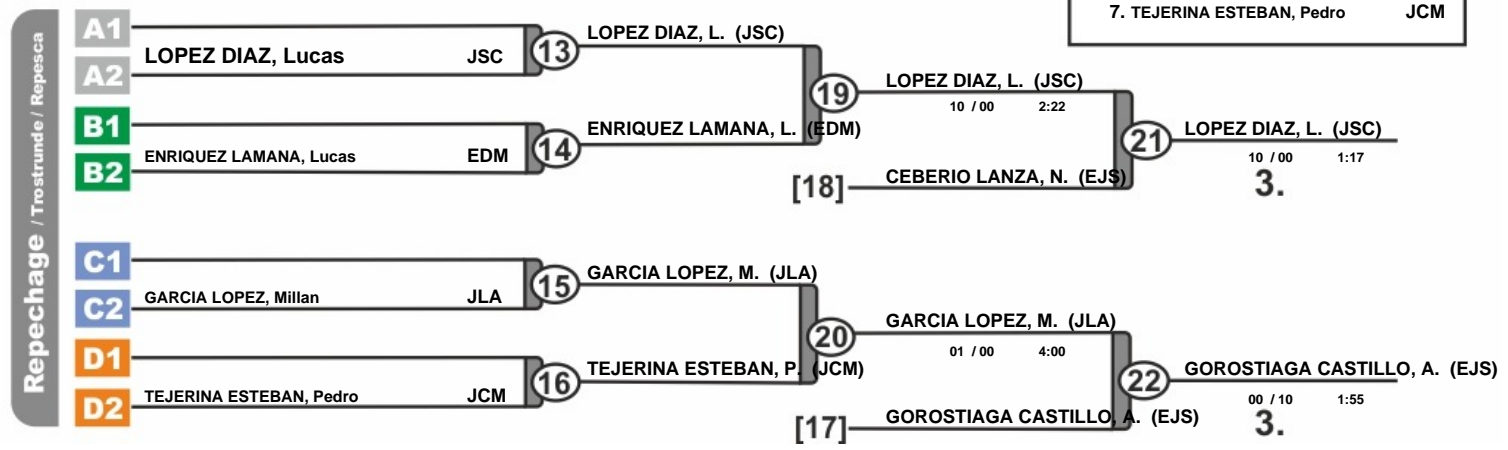 7. TEJERINA ESTEBAN, Pedro JCM
Repechage / Trostrunde / Repesca
A1
LOPEZ DIAZ, Lucas JSC
A2
13
LOPEZ DIAZ, L. (JSC)
B1
ENRIQUEZ LAMANA, Lucas EDM
B2
14
ENRIQUEZ LAMANA, L. (EDM)
19
LOPEZ DIAZ, L. (JSC)
10 / 00 2:22
[18]
CEBERIO LANZA, N. (EJS)
21
LOPEZ DIAZ, L. (JSC)
10 / 00 1:17
3.
C1
GARCIA LOPEZ, Millan JLA
C2
15
GARCIA LOPEZ, M. (JLA)
D1
TEJERINA ESTEBAN, Pedro JCM
D2
16
TEJERINA ESTEBAN, P. (JCM)
20
GARCIA LOPEZ, M. (JLA)
01 / 00 4:00
[17]
GOROSTIAGA CASTILLO, A. (EJS)
22
GOROSTIAGA CASTILLO, A. (EJS)
00 / 10 1:55
3.